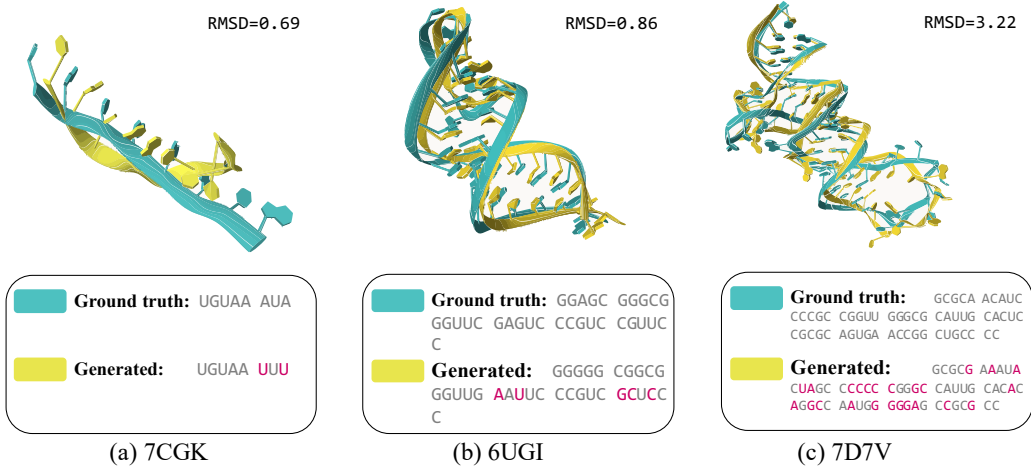 RMSD=0.69
RMSD=0.86
RMSD=3.22
Ground truth: UGUAA AUA
Generated: UGUAA UUU
(a) 7CGK
Ground truth: GGAGC GGGCG
GGUUC GAGUC CCGUC CGUUC
C
Generated: GGGGG CGGCG
GGUUG AAUUC CCGUC GCUCC
C
(b) 6UGI
Ground truth: GCGCA ACAUC
CCCGC CGGUU GGGCG CAUUG CACUC
CGCGC AGUGA ACCGG CUGCC CC
Generated: GCGCG AAAUA
CUAGC CCCCC CGGGC CAUUG CACAC
AGGCC AAUGG GGGAG CCGCG CC
(c) 7D7V